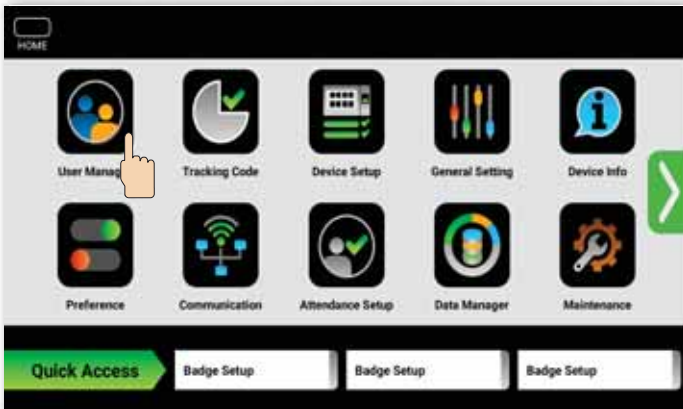 HOME
User Manag
Tracking Code
Device Setup
General Setting
Device Info
Preference
Communication
Attendance Setup
Data Manager
Maintenance
Quick Access
Badge Setup
Badge Setup
Badge Setup